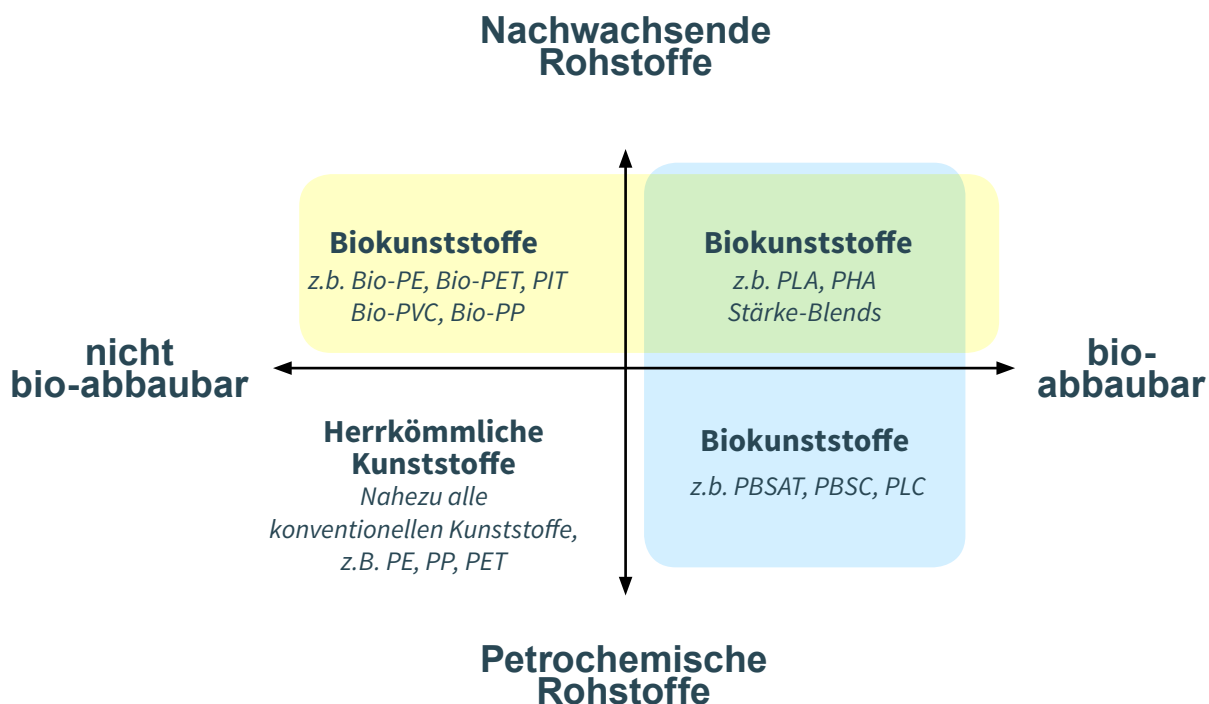 Nachwachsende
Rohstoffe
Biokunststoffe
z.b. Bio-PE, Bio-PET, PIT
Bio-PVC, Bio-PP
Biokunststoffe
z.b. PLA, PHA
Stärke-Blends
nicht
bio-abbaubar
bio-
abbaubar
Herrkömmliche
Kunststoffe
Nahezu alle
konventionellen Kunststoffe,
z.B. PE, PP, PET
Biokunststoffe
z.b. PBSAT, PBSC, PLC
Petrochemische
Rohstoffe